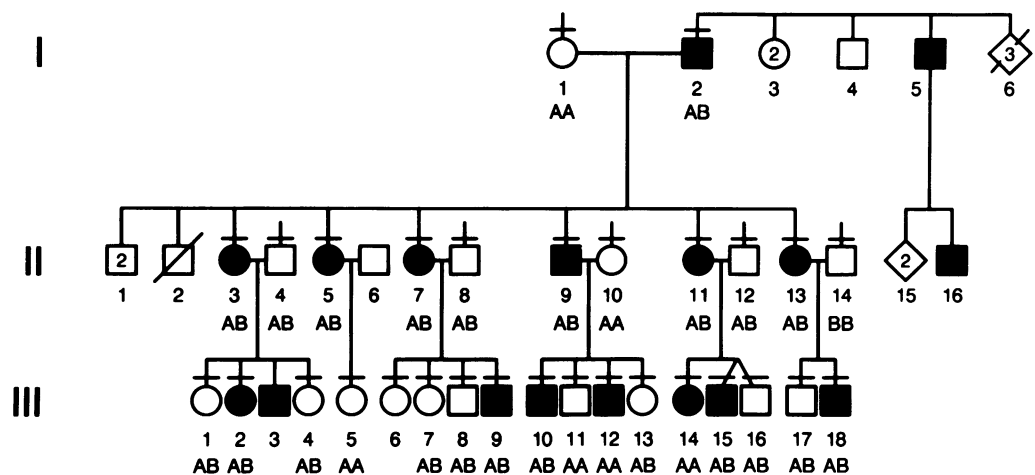 I 2 3
1 2 3 4 5 6
AA AB
II 2 2
1 2 3 4 5 6 7 8 9 10 11 12 13 14 15 16
AB AB AB AB AB AB AA AB AB AB BB
III
1 2 3 4 5 6 7 8 9 10 11 12 13 14 15 16 17 18
AB AB AB AA AB AB AB AB AA AA AB AA AB AB AB AB